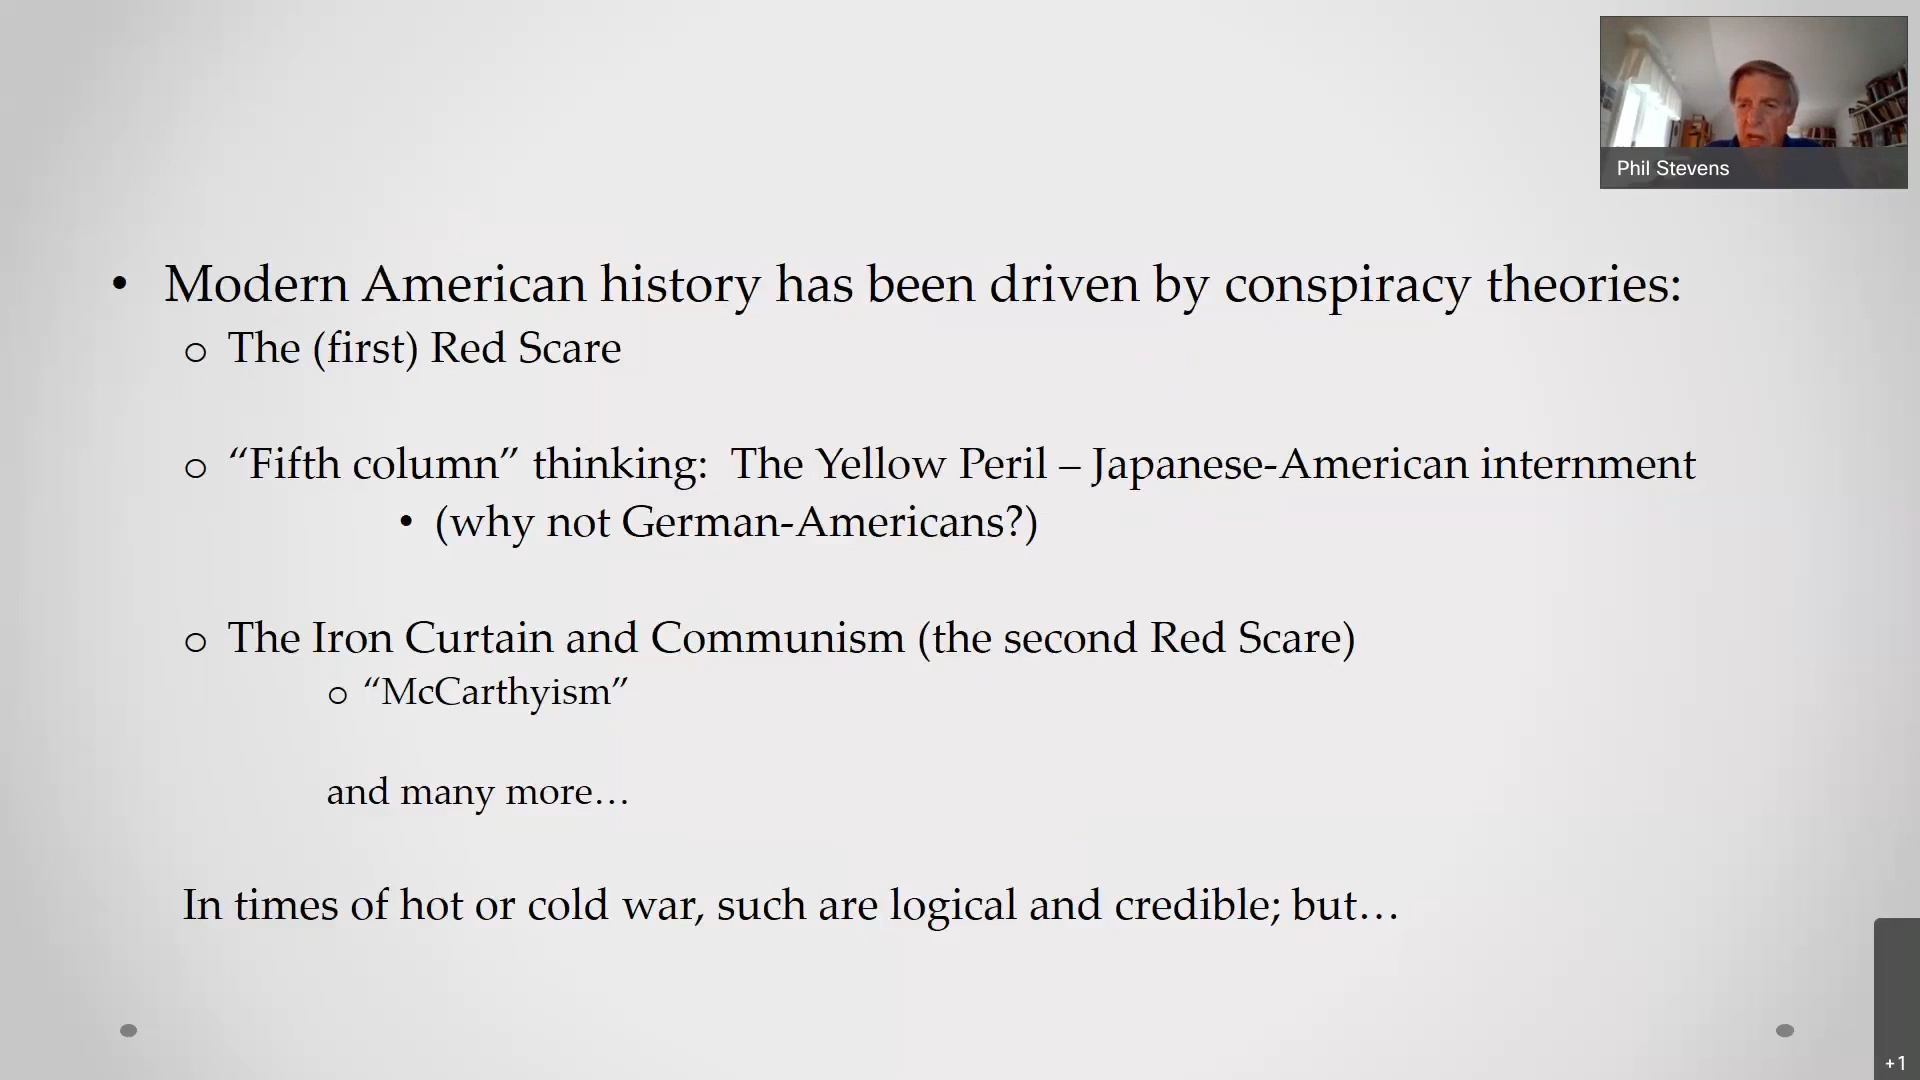 Phil Stevens
• Modern American history has been driven by conspiracy theories:
o The (first) Red Scare
o “Fifth column” thinking: The Yellow Peril – Japanese-American internment
• (why not German-Americans?)
o The Iron Curtain and Communism (the second Red Scare)
o “McCarthyism”
and many more…
In times of hot or cold war, such are logical and credible; but…
+1